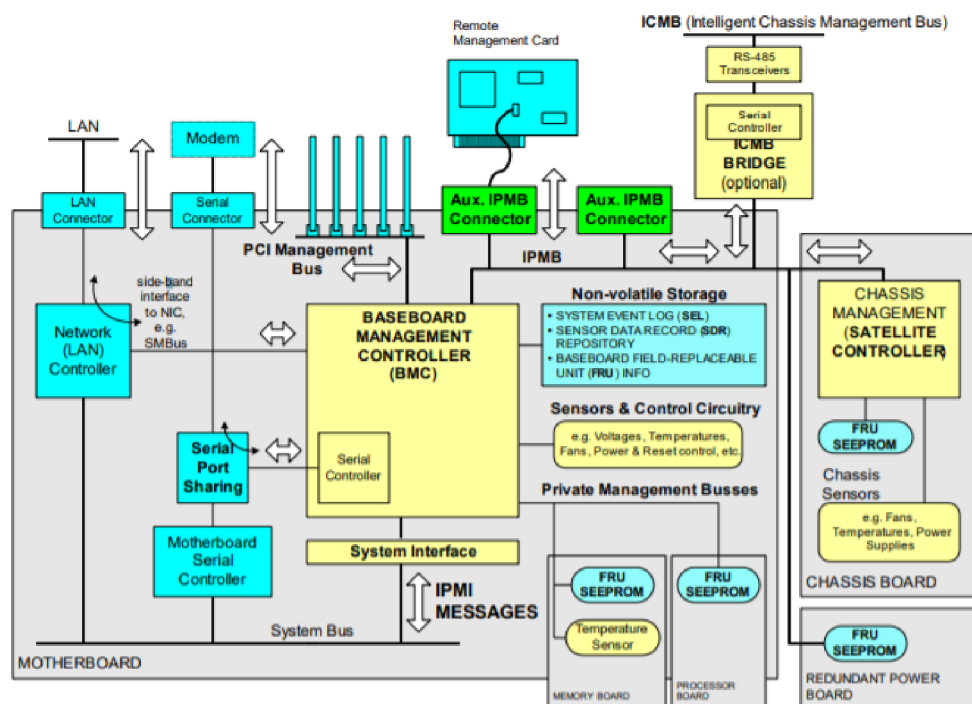 ICMB (Intelligent Chassis Management Bus)
Remote
Management Card
RS-485
Transceivers
LAN
Modem
Serial
Controller
ICMB
BRIDGE
(optional)
LAN
Connector
Serial
Connector
Aux. IPMB
Connector
Aux. IPMB
Connector
PCI Management
Bus
IPMB
side-band
interface
to NIC,
e.g.
SMBus
Network
(LAN)
Controller
BASEBOARD
MANAGEMENT
CONTROLLER
(BMC)
Non-volatile Storage
• SYSTEM EVENT LOG (SEL)
• SENSOR DATA RECORD (SDR)
REPOSITORY
• BASEBOARD FIELD-REPLACEABLE
UNIT (FRU) INFO
CHASSIS
MANAGEMENT
(SATELLITE
CONTROLLER)
Sensors & Control Circuitry
e.g. Voltages, Temperatures,
Fans, Power & Reset control, etc.
FRU
SEEPROM
Serial
Port
Sharing
Serial
Controller
Chassis
Sensors
Private Management Busses
e.g. Fans,
Temperatures, Power
Supplies
Motherboard
Serial
Controller
System Interface
CHASSIS BOARD
IPMI
MESSAGES
FRU
SEEPROM
FRU
SEEPROM
System Bus
Temperature
Sensor
FRU
SEEPROM
MOTHERBOARD
MEMORY BOARD
PROCESSOR
BOARD
REDUNDANT POWER
BOARD